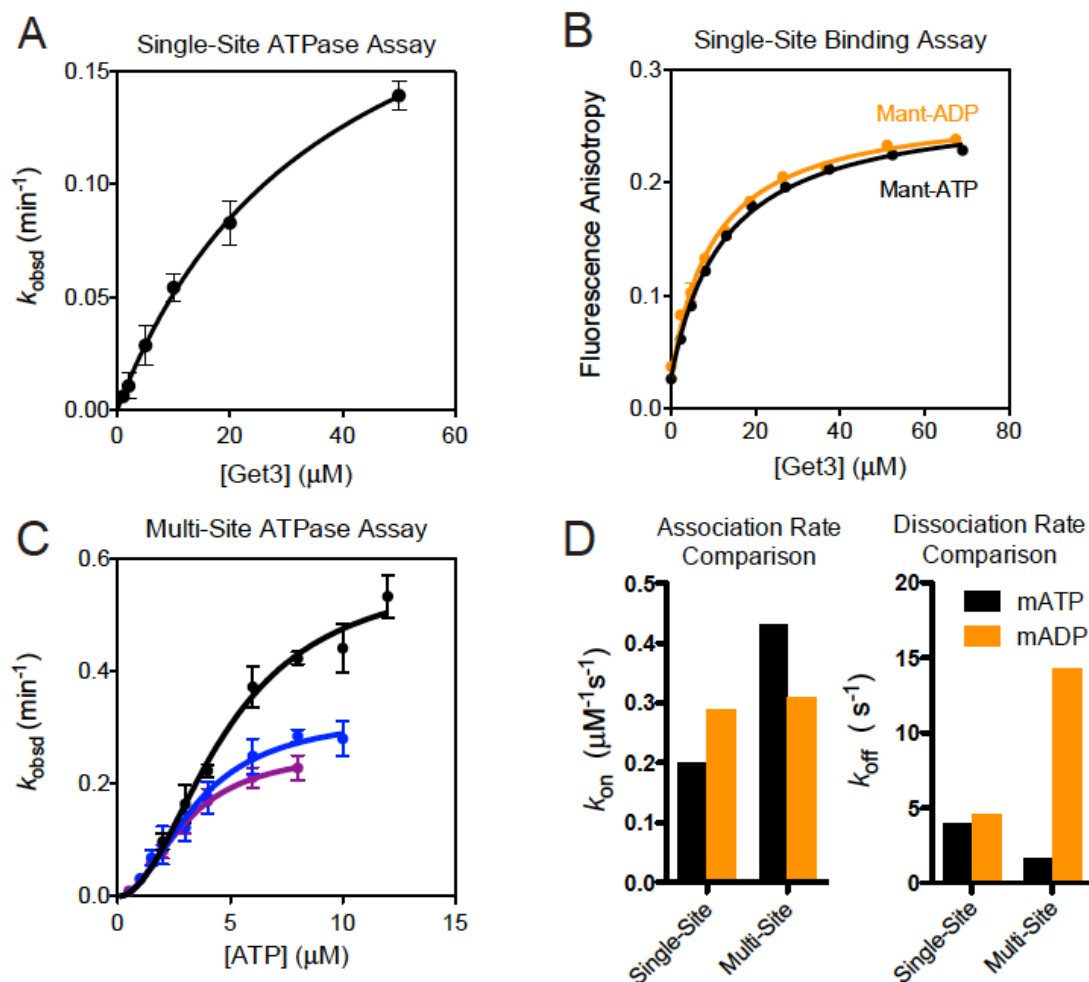 A
Single-Site ATPase Assay
0.15
0.10
0.05
0.00
k_obsd (min⁻¹)
0 20 40 60
[Get3] (μM)
B
Single-Site Binding Assay
0.3
0.2
0.1
0.0
Fluorescence Anisotropy
Mant-ADP
Mant-ATP
0 20 40 60 80
[Get3] (μM)
C
Multi-Site ATPase Assay
0.6
0.4
0.2
0.0
k_obsd (min⁻¹)
0 5 10 15
[ATP] (μM)
D
Association Rate
Comparison
0.5
0.4
0.3
0.2
0.1
0.0
k_on (μM⁻¹s⁻¹)
Single-Site
Multi-Site
Dissociation Rate
Comparison
20
15
10
5
0
k_off ( s⁻¹)
mATP
mADP
Single-Site
Multi-Site